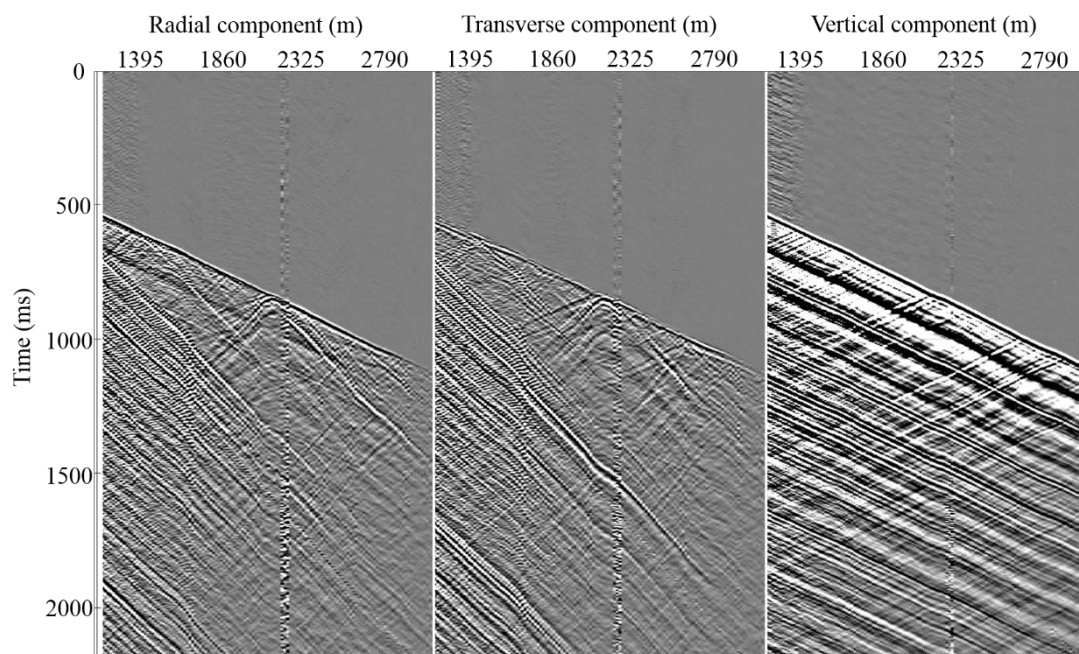 Radial component (m) Transverse component (m) Vertical component (m)
1395 1860 2325 2790 1395 1860 2325 2790 1395 1860 2325 2790
0
500
1000
1500
2000
Time (ms)